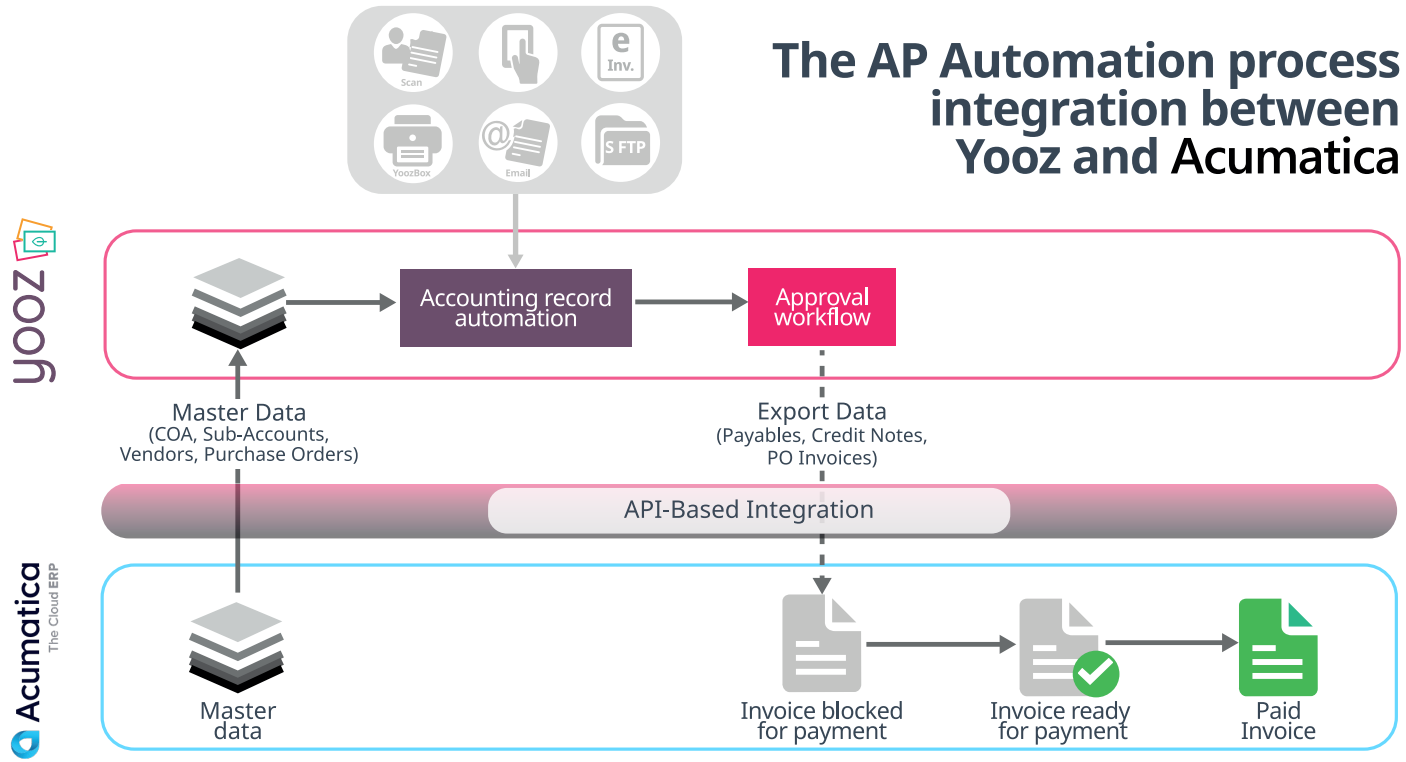 The AP Automation process
integration between
Yooz and Acumatica
Scan
e
Inv.
YoozBox
@
Email
S FTP
yooz
Accounting record
automation
Approval
workflow
Master Data
(COA, Sub-Accounts,
Vendors, Purchase Orders)
Export Data
(Payables, Credit Notes,
PO Invoices)
API-Based Integration
Acumatica
The Cloud ERP
Master
data
Invoice blocked
for payment
Invoice ready
for payment
Paid
Invoice